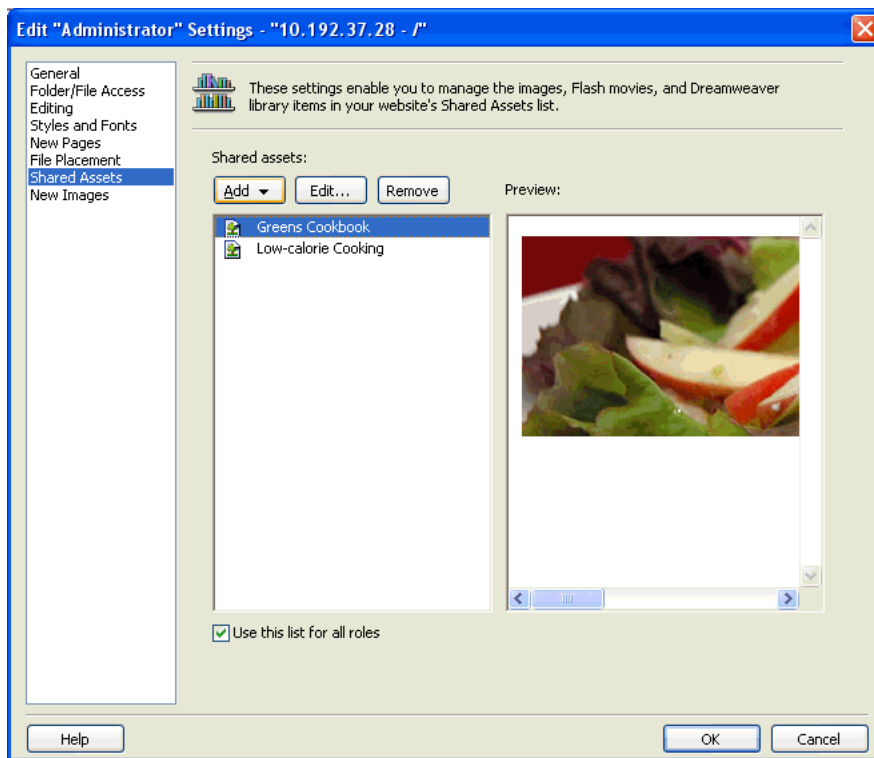 Edit "Administrator" Settings - "10.192.37.28 - /"
General
Folder/File Access
Editing
Styles and Fonts
New Pages
File Placement
Shared Assets
New Images
These settings enable you to manage the images, Flash movies, and Dreamweaver
library items in your website's Shared Assets list.
Shared assets:
Add
Edit...
Remove
Preview:
Greens Cookbook
Low-calorie Cooking
Use this list for all roles
Help
OK
Cancel